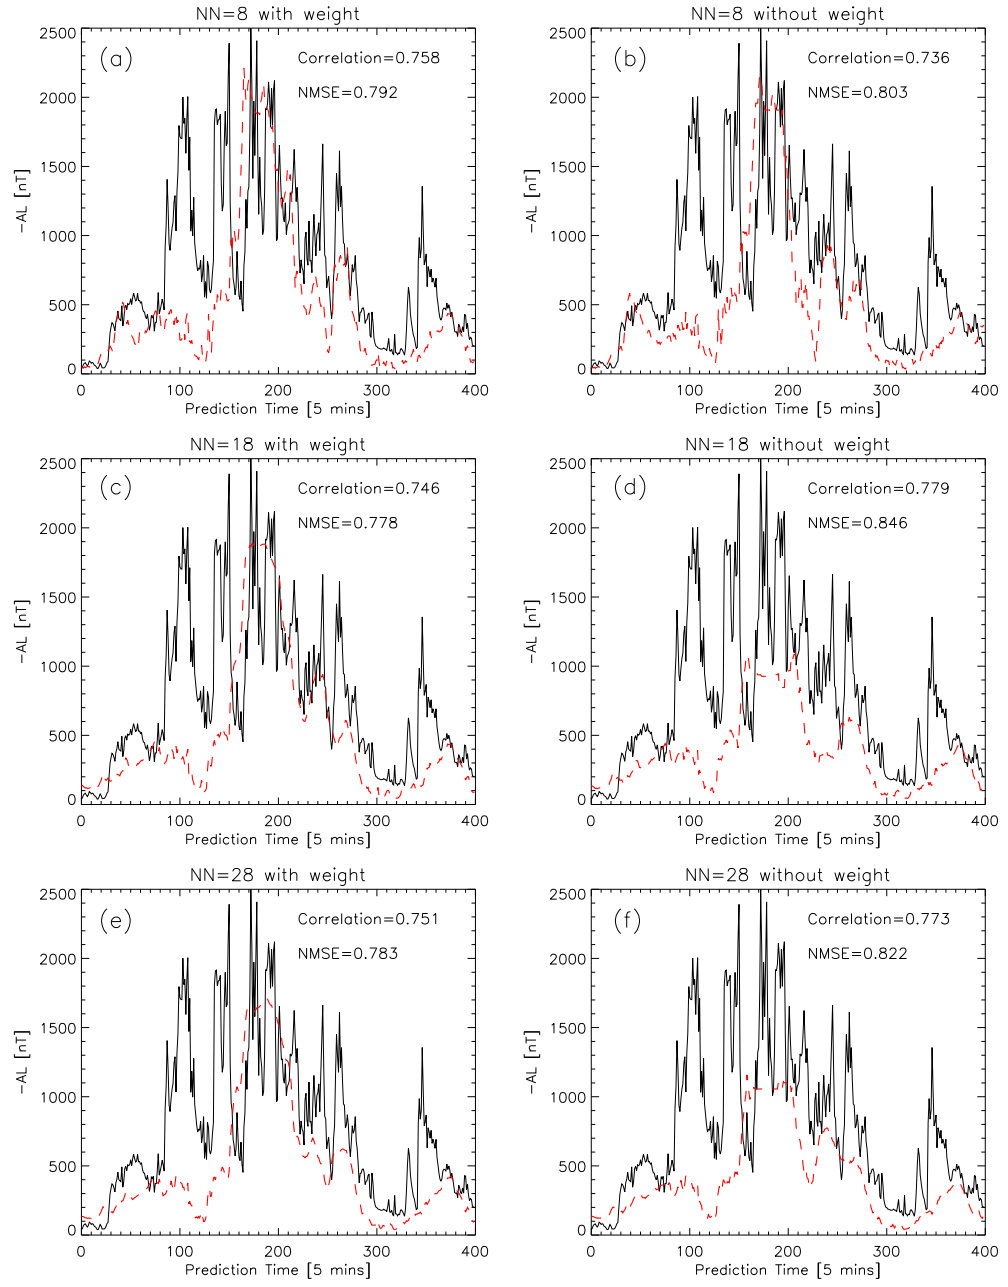 NN=8 with weight
(a)
Correlation=0.758
NMSE=0.792
2500
2000
1500
1000
500
0
-AL [nT]
0 100 200 300 400
Prediction Time [5 mins]
NN=8 without weight
(b)
Correlation=0.736
NMSE=0.803
2500
2000
1500
1000
500
0
-AL [nT]
0 100 200 300 400
Prediction Time [5 mins]
NN=18 with weight
(c)
Correlation=0.746
NMSE=0.778
2500
2000
1500
1000
500
0
-AL [nT]
0 100 200 300 400
Prediction Time [5 mins]
NN=18 without weight
(d)
Correlation=0.779
NMSE=0.846
2500
2000
1500
1000
500
0
-AL [nT]
0 100 200 300 400
Prediction Time [5 mins]
NN=28 with weight
(e)
Correlation=0.751
NMSE=0.783
2500
2000
1500
1000
500
0
-AL [nT]
0 100 200 300 400
Prediction Time [5 mins]
NN=28 without weight
(f)
Correlation=0.773
NMSE=0.822
2500
2000
1500
1000
500
0
-AL [nT]
0 100 200 300 400
Prediction Time [5 mins]